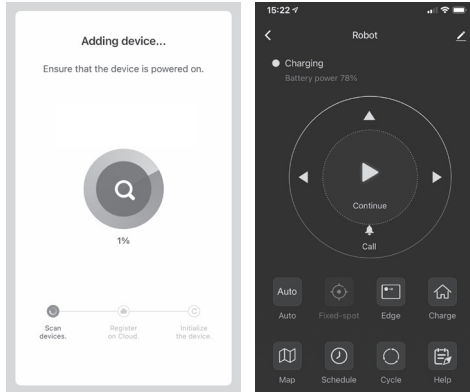 Adding device...
Ensure that the device is powered on.
1%
Scan devices.
Register on Cloud.
Initialize the device.
15:22
Robot
Charging
Battery power 78%
Continue
Call
Auto
Auto
Fixed-spot
Edge
Charge
Map
Schedule
Cycle
Help